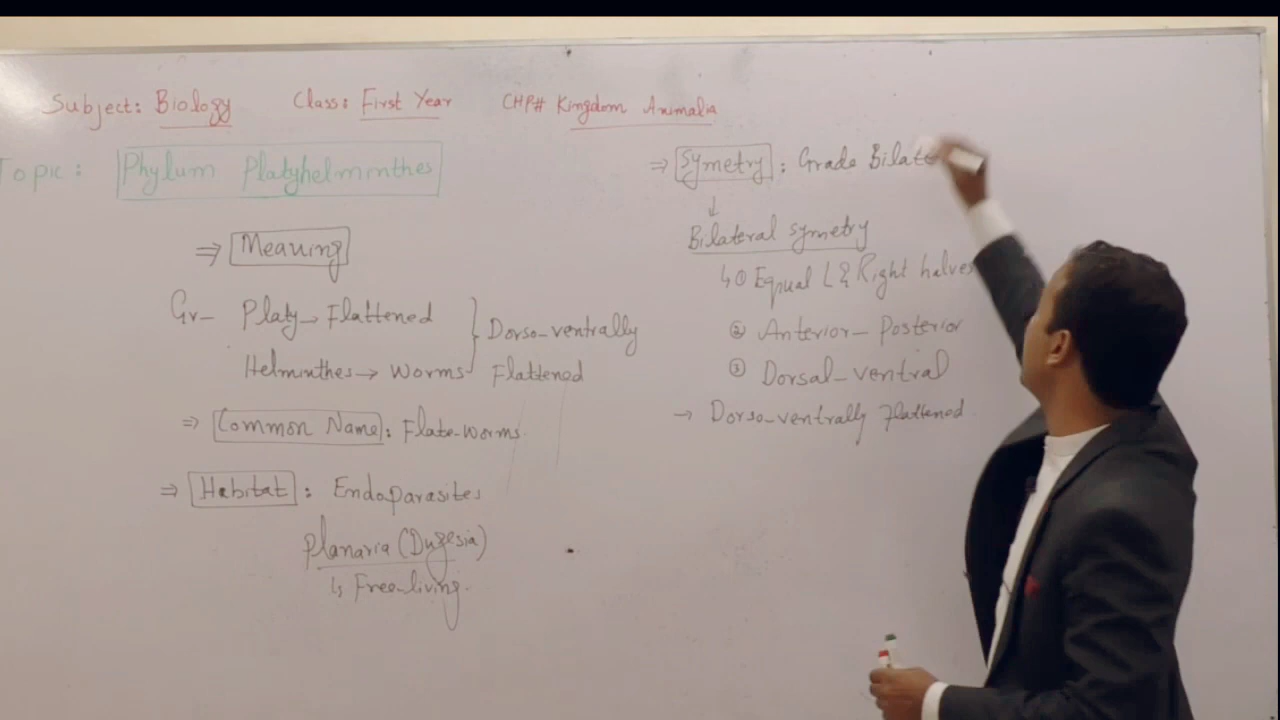 Subject: Biology Class: First Year CHP# Kingdom Animalia
Topic: Phylum Platyhelminthes
⇒ Meaning
Gr- Platy → Flattened
Helminthes → Worms
} Dorso-ventrally
Flattened
⇒ Common Name: Flate-worms.
⇒ Habitat: Endoparasites
Planaria (Dugesia)
↳ Free-living.
⇒ Symetry: Grade Bilate
↓
Bilateral symetry
↳ ① Equal L & Right halves
② Anterior-Posterior
③ Dorsal-ventral
→ Dorso-ventrally Flattened